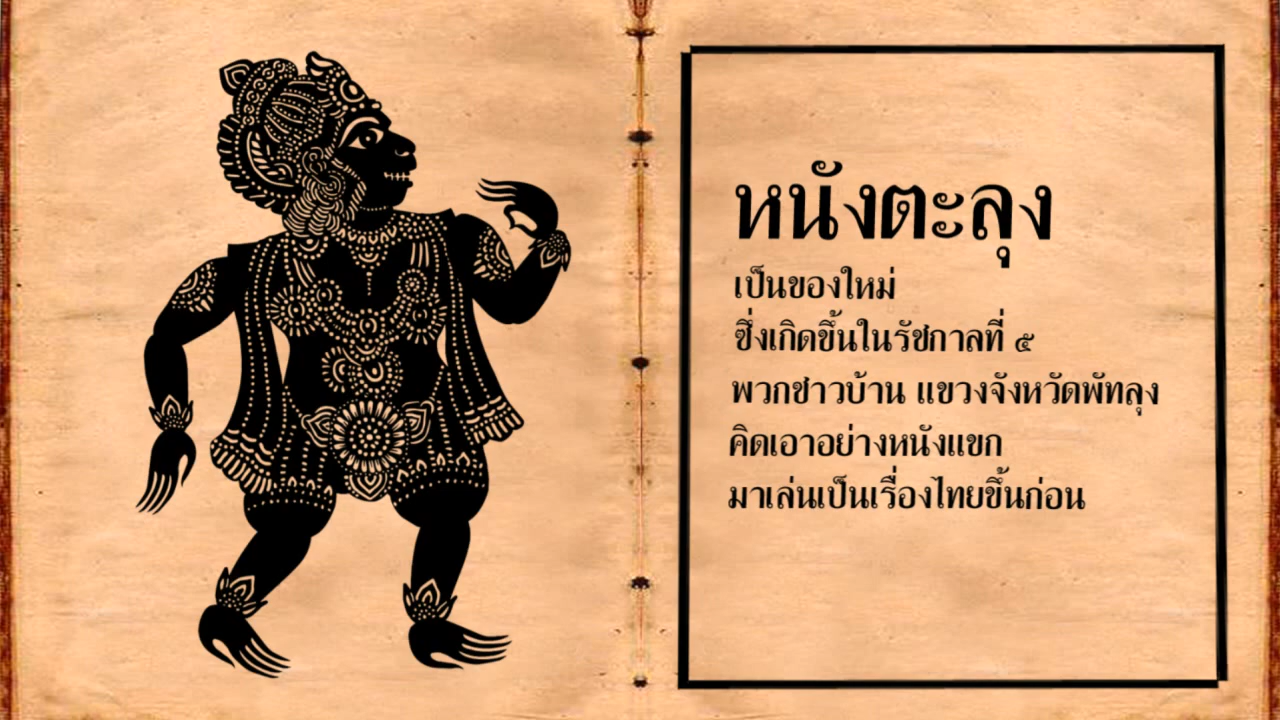 หนังตะลุง
เป็นของใหม่
ซึ่งเกิดขึ้นในรัชกาลที่ ๕
พวกชาวบ้าน แขวงจังหวัดพัทลุง
คิดเอาอย่างหนังแขก
มาเล่นเป็นเรื่องไทยขึ้นก่อน